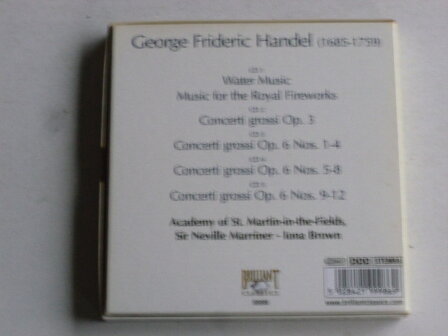 George Frideric Handel (1685-1759)
CD 1:
Water Music
Music for the Royal Fireworks
CD 2:
Concerti grossi Op. 3
CD 3:
Concerti grossi Op. 6 Nos. 1-4
CD 4:
Concerti grossi Op. 6 Nos. 5-8
CD 5:
Concerti grossi Op. 6 Nos. 9-12
Academy of St. Martin-in-the-Fields,
Sir Neville Marriner - Iona Brown
BRILLIANT
CLASSICS
DDD STEREO
www.brilliantclassics.com